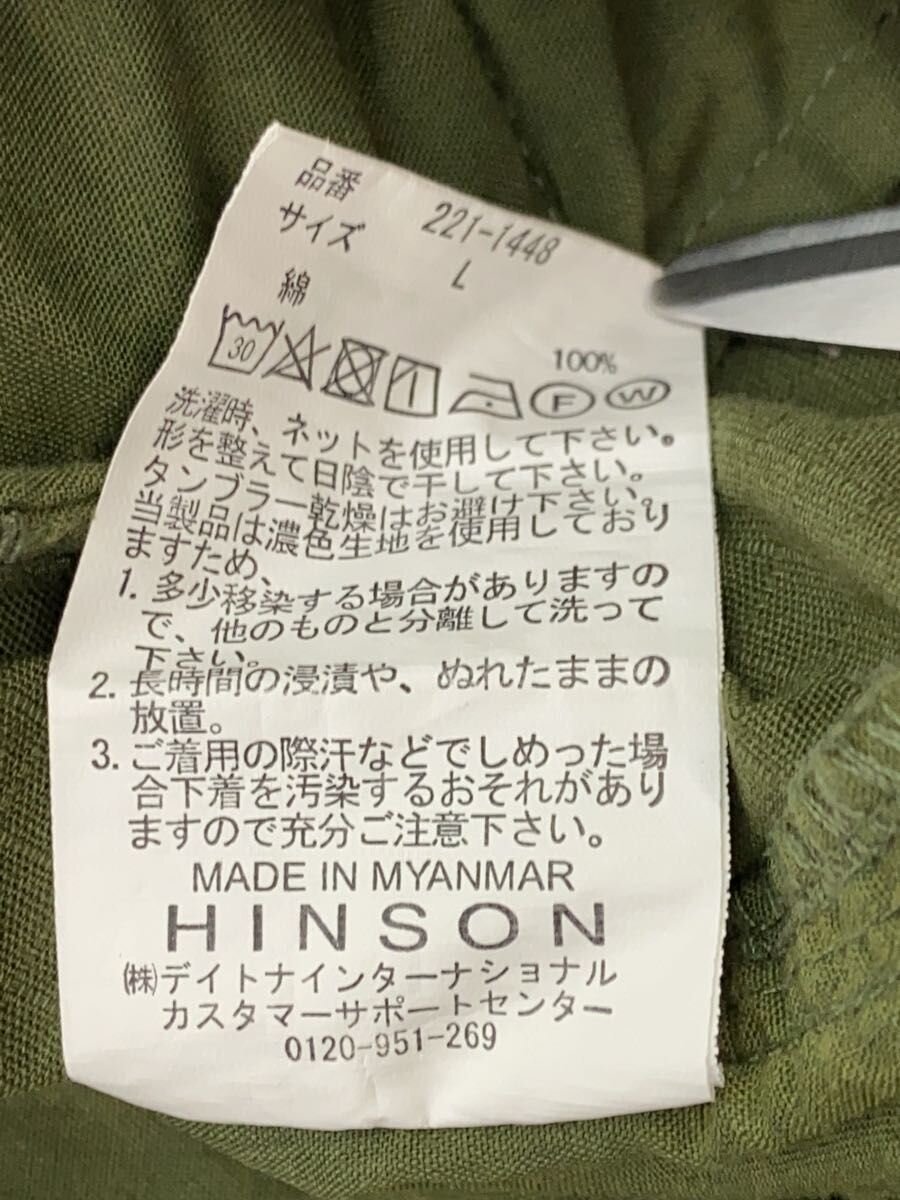 品番 221-1448
サイズ L
綿 100%
30 F W
洗濯時、ネットを使用して下さい。
形を整えて日陰で干して下さい。
タンブラー乾燥はお避け下さい。
当製品は濃色生地を使用しており
ますため、
1. 多少移染する場合がありますの
で、他のものと分離して洗って
下さい。
2. 長時間の浸漬や、ぬれたままの
放置。
3. ご着用の際汗などでしめった場
合下着を汚染するおそれがあり
ますので充分ご注意下さい。
MADE IN MYANMAR
HINSON
㈱デイトナインターナショナル
カスタマーサポートセンター
0120-951-269